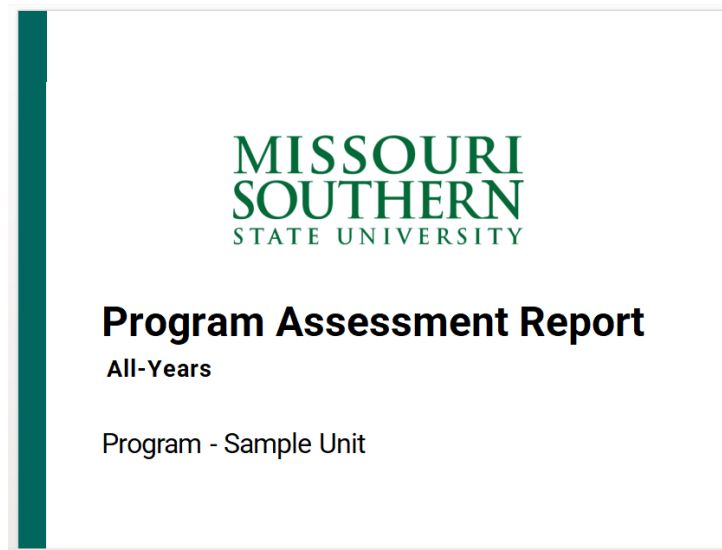 MISSOURI
SOUTHERN
STATE UNIVERSITY
Program Assessment Report
All-Years
Program - Sample Unit